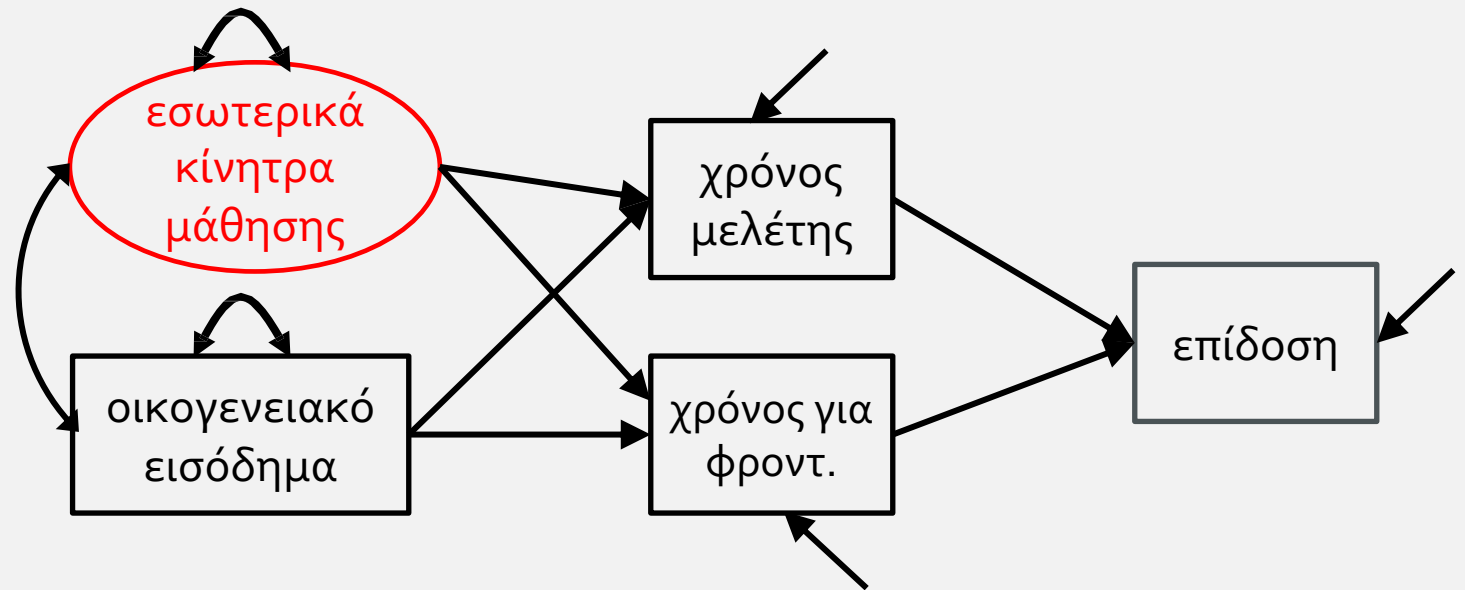 εσωτερικά
κίνητρα
μάθησης
οικογενειακό
εισόδημα
χρόνος
μελέτης
χρόνος για
φροντ.
επίδοση